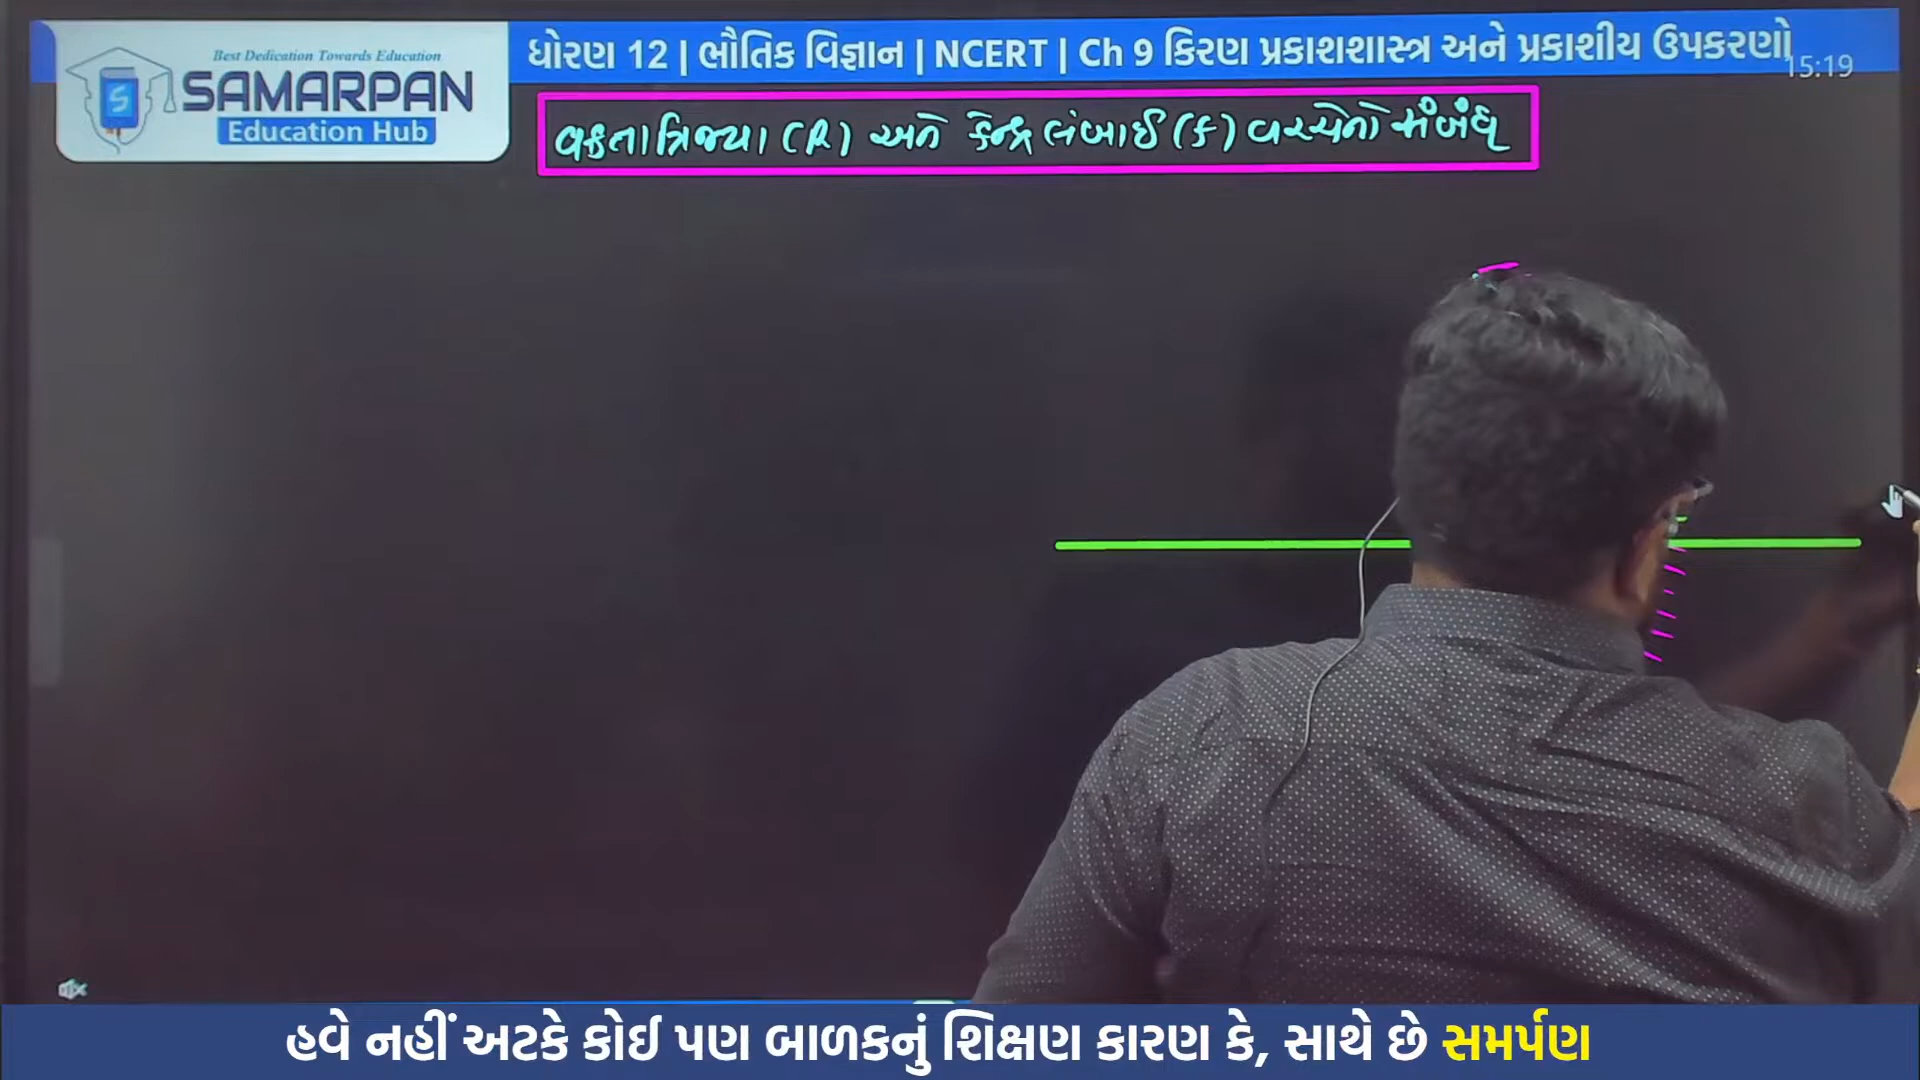 Best Dedication Towards Education
SAMARPAN
Education Hub
ધોરણ 12 | ભૌતિક વિજ્ઞાન | NCERT | Ch 9 કિરણ પ્રકાશશાસ્ત્ર અને પ્રકાશીય ઉપકરણો
15:19
વક્રતાત્રિજ્યા (R) અને કેન્દ્ર લંબાઈ (f) વચ્ચેનો સંબંધ
હવે નહીં અટકે કોઈ પણ બાળકનું શિક્ષણ કારણ કે, સાથે છે સમર્પણ